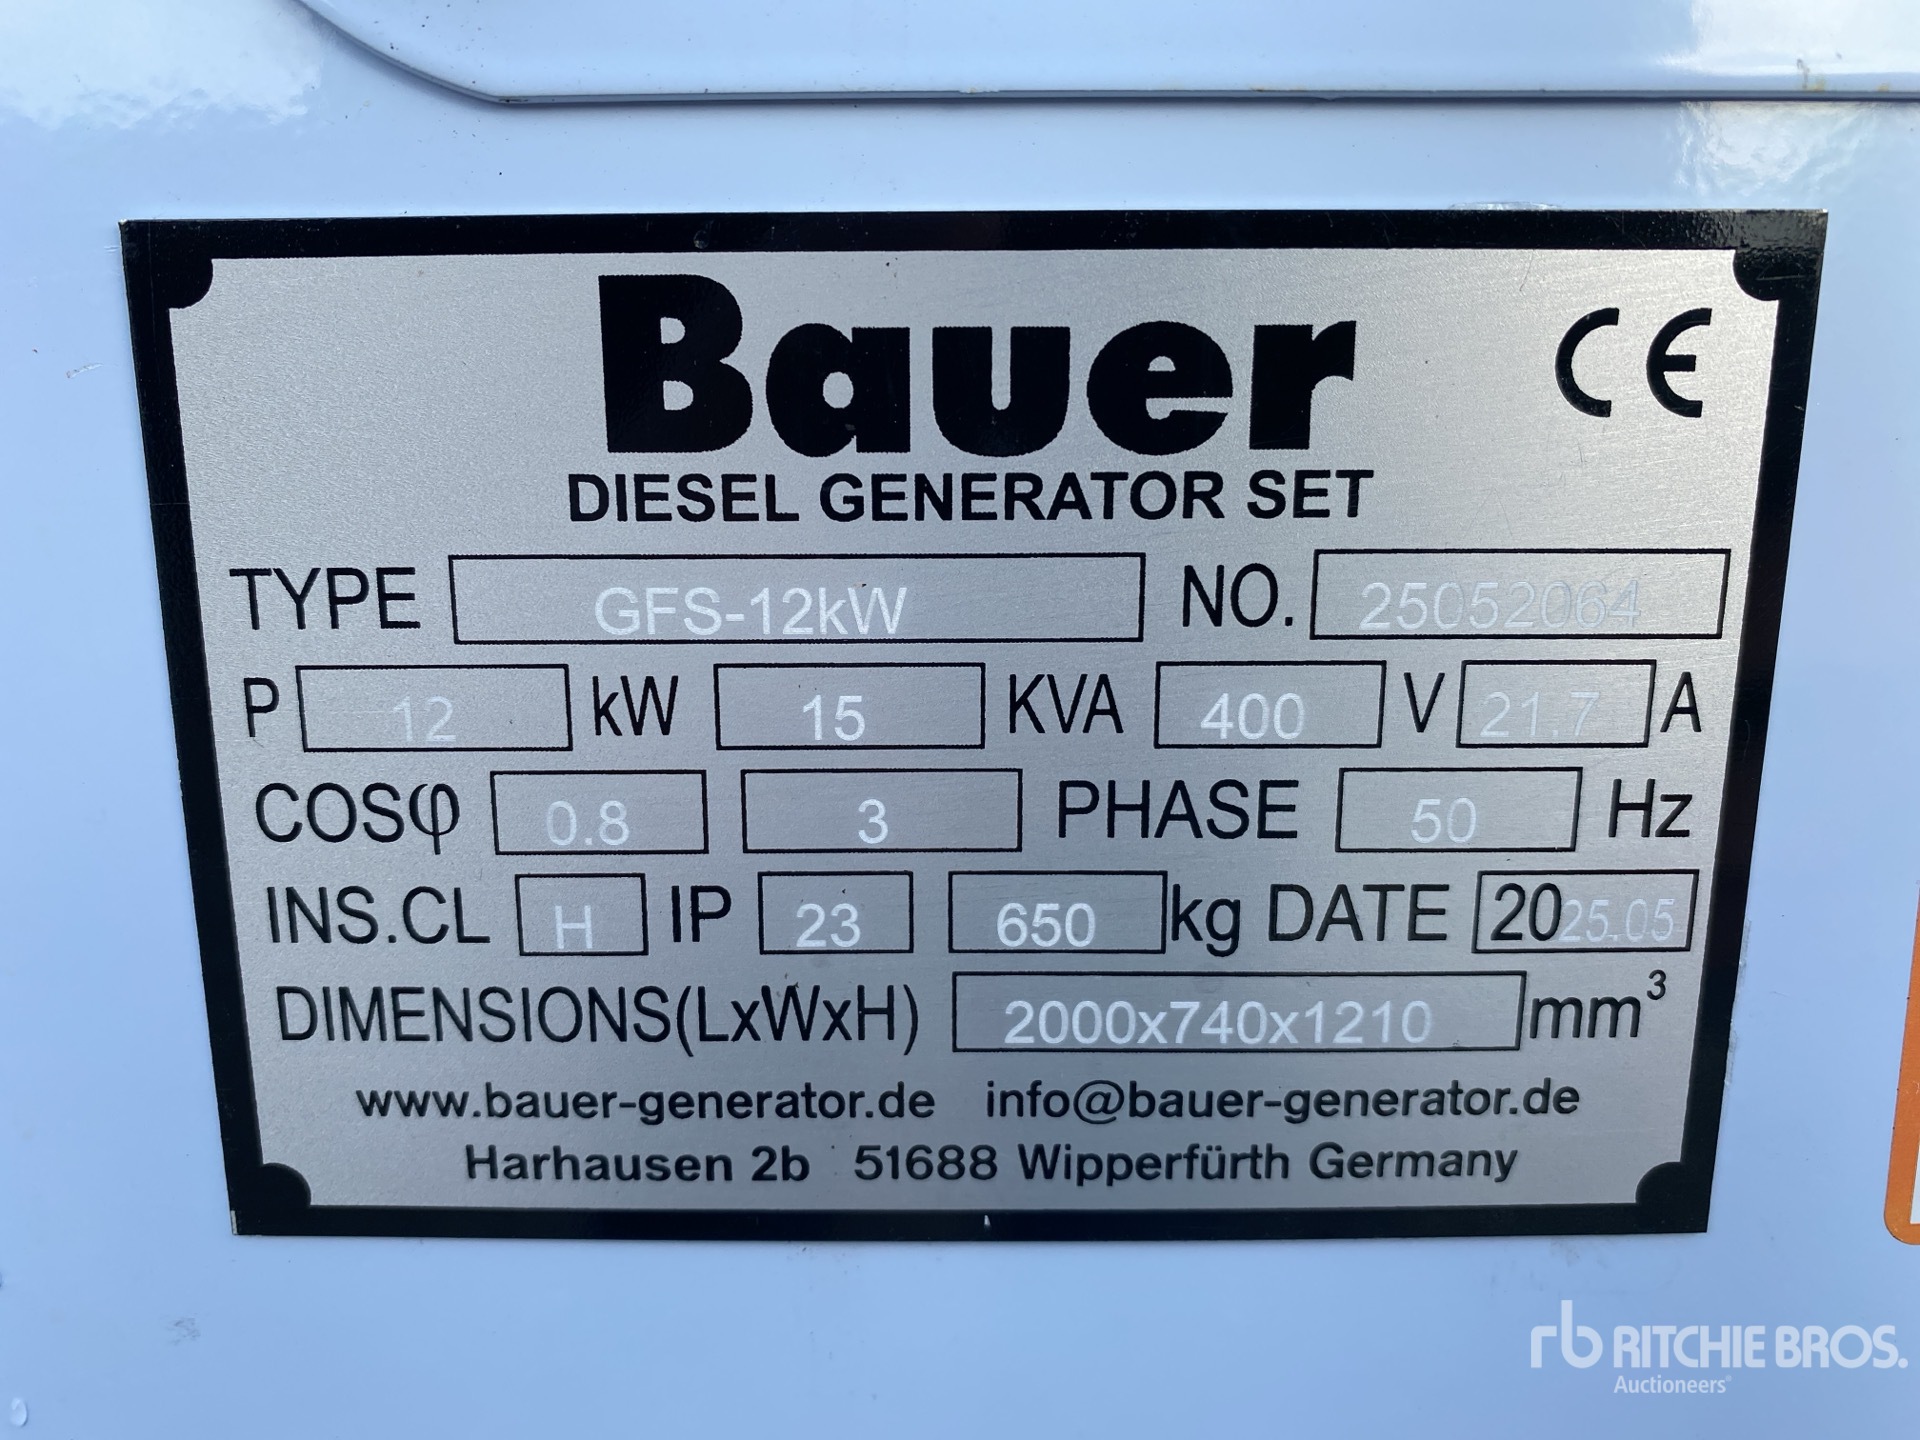 Bauer CE
DIESEL GENERATOR SET
TYPE GFS-12kW NO. 25052064
P 12 kW 15 KVA 400 V 21.7 A
COSφ 0.8 3 PHASE 50 Hz
INS.CL H IP 23 650 kg DATE 2025.05
DIMENSIONS(LxWxH) 2000x740x1210 mm³
www.bauer-generator.de info@bauer-generator.de
Harhausen 2b 51688 Wipperfürth Germany
rb RITCHIE BROS.
Auctioneers